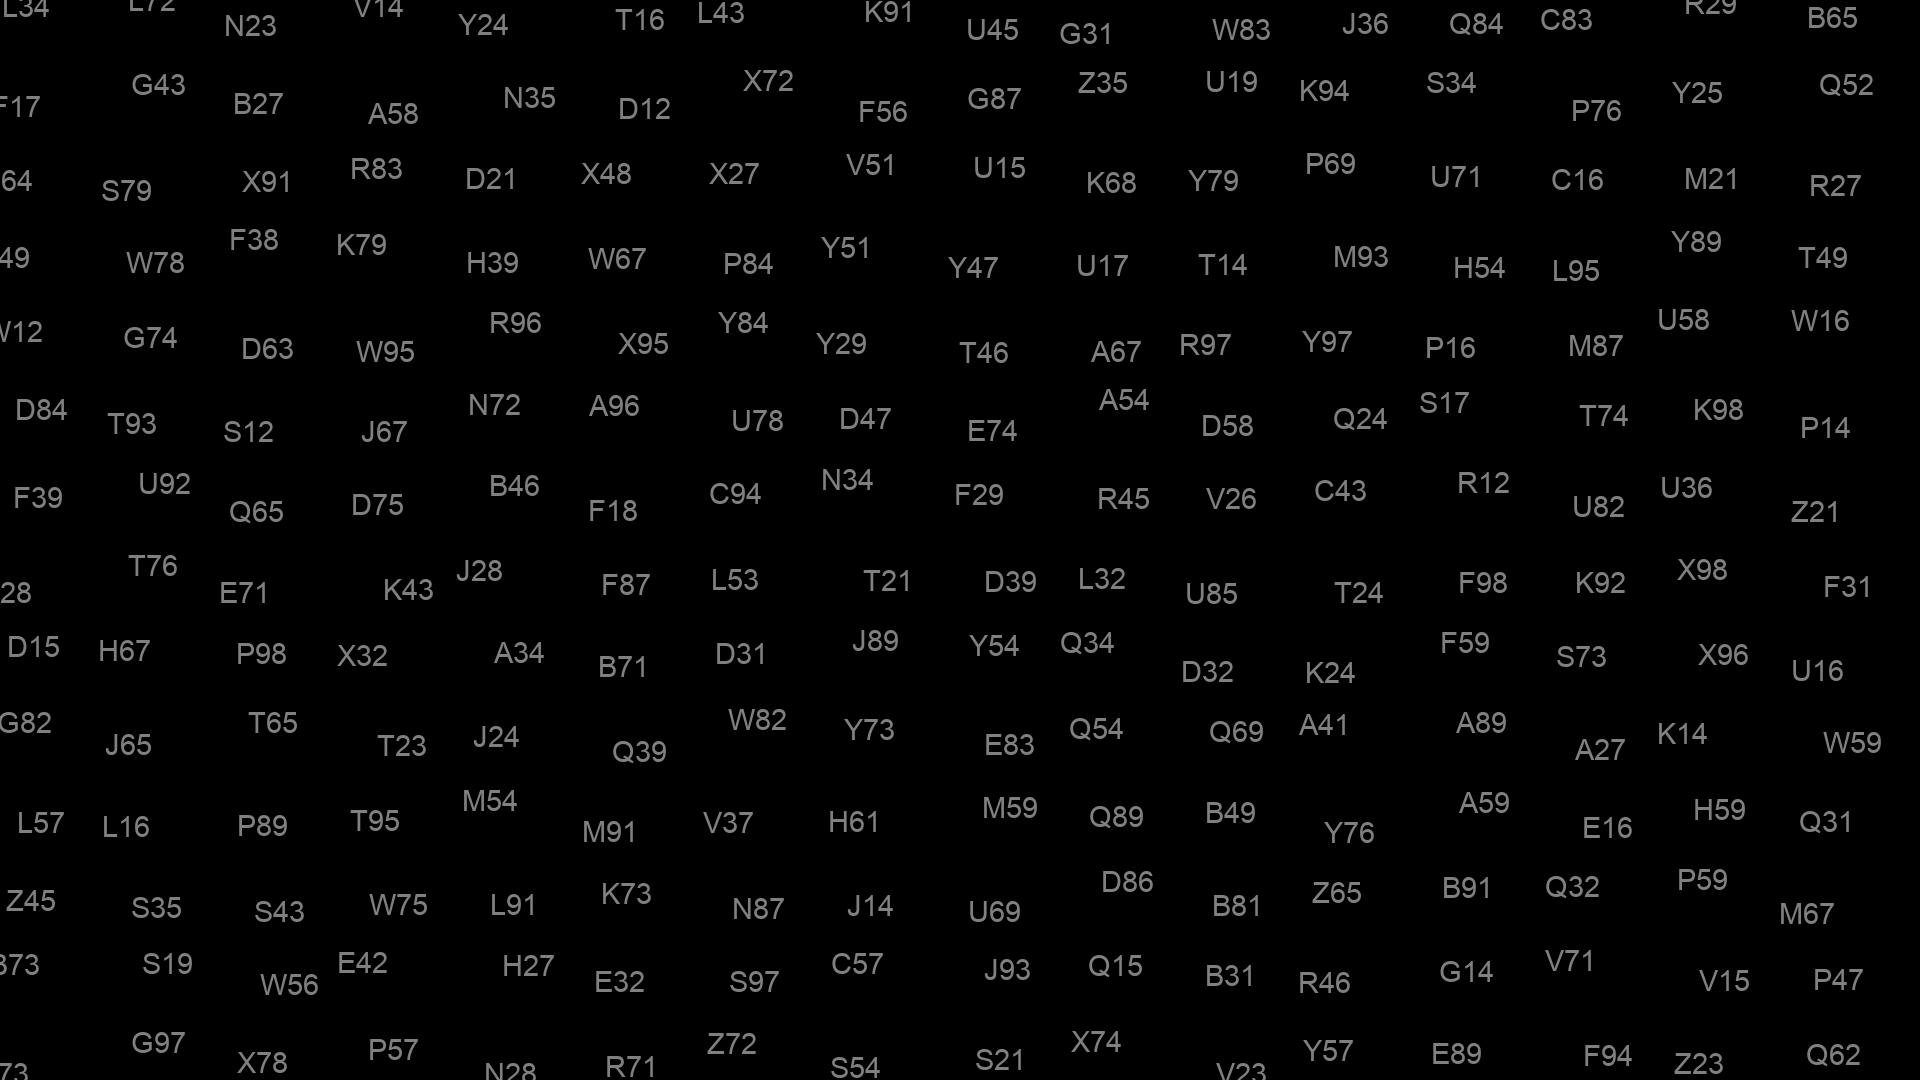 L34 L72 N23 V14 Y24 T16 L43 K91 U45 G31 W83 J36 Q84 C83 R29 B65
F17 G43 B27 A58 N35 D12 X72 F56 G87 Z35 U19 K94 S34 P76 Y25 Q52
64 S79 X91 R83 D21 X48 X27 V51 U15 K68 Y79 P69 U71 C16 M21 R27
49 W78 F38 K79 H39 W67 P84 Y51 Y47 U17 T14 M93 H54 L95 Y89 T49
W12 G74 D63 W95 R96 X95 Y84 Y29 T46 A67 R97 Y97 P16 M87 U58 W16
D84 T93 S12 J67 N72 A96 U78 D47 E74 A54 D58 Q24 S17 T74 K98 P14
F39 U92 Q65 D75 B46 F18 C94 N34 F29 R45 V26 C43 R12 U82 U36 Z21
28 T76 E71 K43 J28 F87 L53 T21 D39 L32 U85 T24 F98 K92 X98 F31
D15 H67 P98 X32 A34 B71 D31 J89 Y54 Q34 D32 K24 F59 S73 X96 U16
G82 J65 T65 T23 J24 Q39 W82 Y73 E83 Q54 Q69 A41 A89 A27 K14 W59
L57 L16 P89 T95 M54 M91 V37 H61 M59 Q89 B49 Y76 A59 E16 H59 Q31
Z45 S35 S43 W75 L91 K73 N87 J14 U69 D86 B81 Z65 B91 Q32 P59 M67
B73 S19 W56 E42 H27 E32 S97 C57 J93 Q15 B31 R46 G14 V71 V15 P47
73 G97 X78 P57 N28 R71 Z72 S54 S21 X74 V23 Y57 E89 F94 Z23 Q62